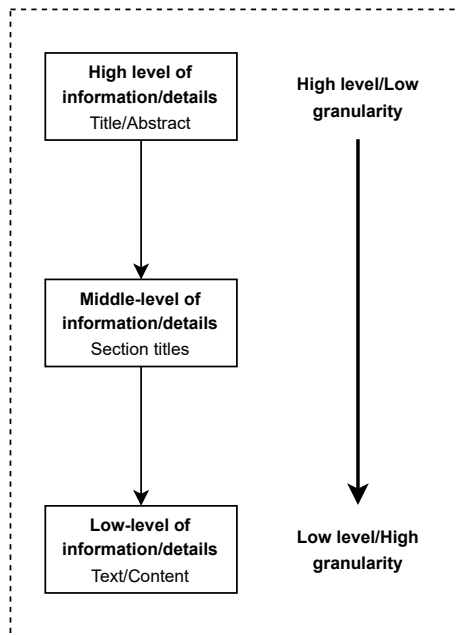 High level of
information/details
Title/Abstract
High level/Low
granularity
Middle-level of
information/details
Section titles
Low-level of
information/details
Text/Content
Low level/High
granularity